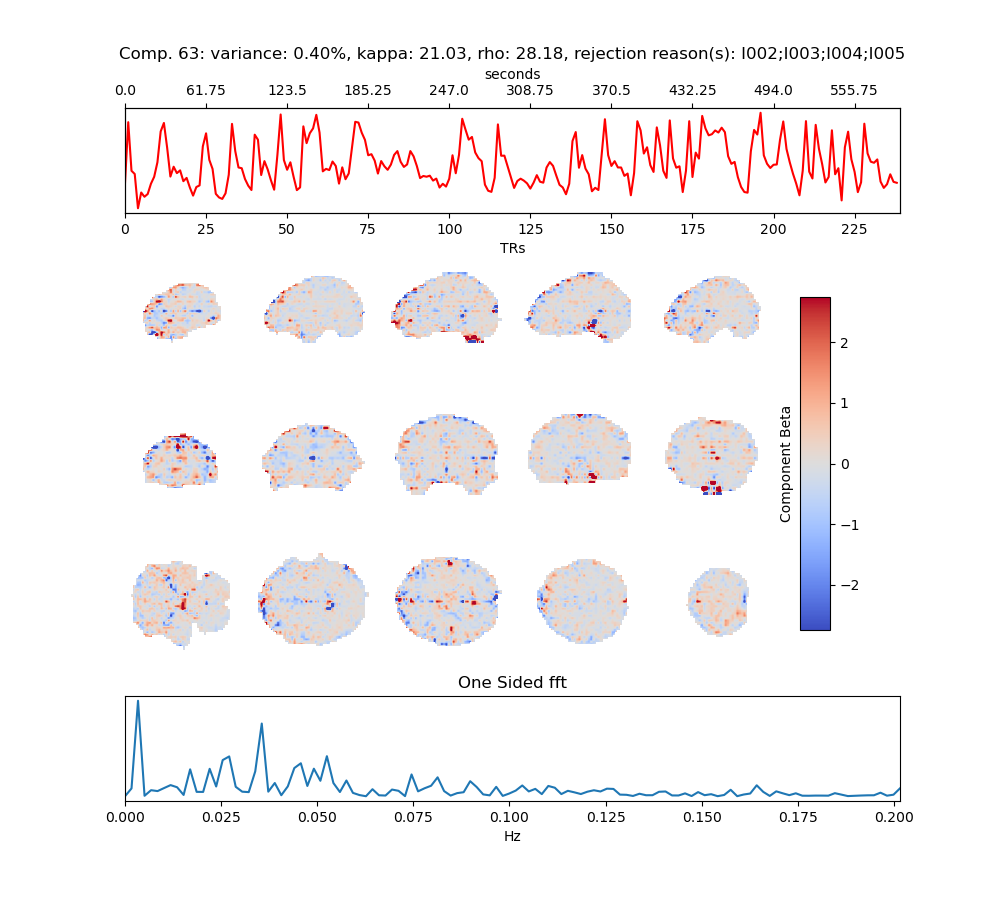 Comp. 63: variance: 0.40%, kappa: 21.03, rho: 28.18, rejection reason(s): I002;I003;I004;I005
seconds
0.0 61.75 123.5 185.25 247.0 308.75 370.5 432.25 494.0 555.75
0 25 50 75 100 125 150 175 200 225
TRs
2
1
0
−1
−2
Component Beta
One Sided fft
0.000 0.025 0.050 0.075 0.100 0.125 0.150 0.175 0.200
Hz